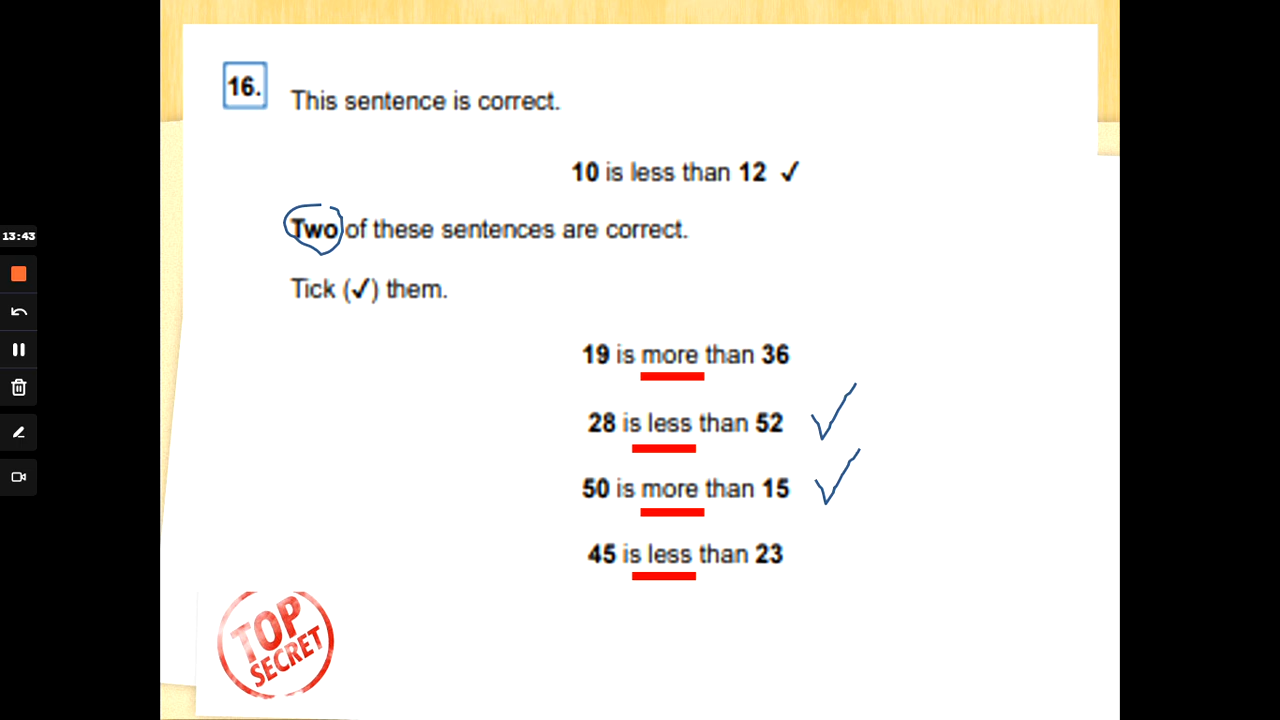 16.
This sentence is correct.
10 is less than 12 ✓
Two of these sentences are correct.
Tick (✓) them.
13:43
19 is more than 36
28 is less than 52 ✓
50 is more than 15 ✓
45 is less than 23
TOP
SECRET